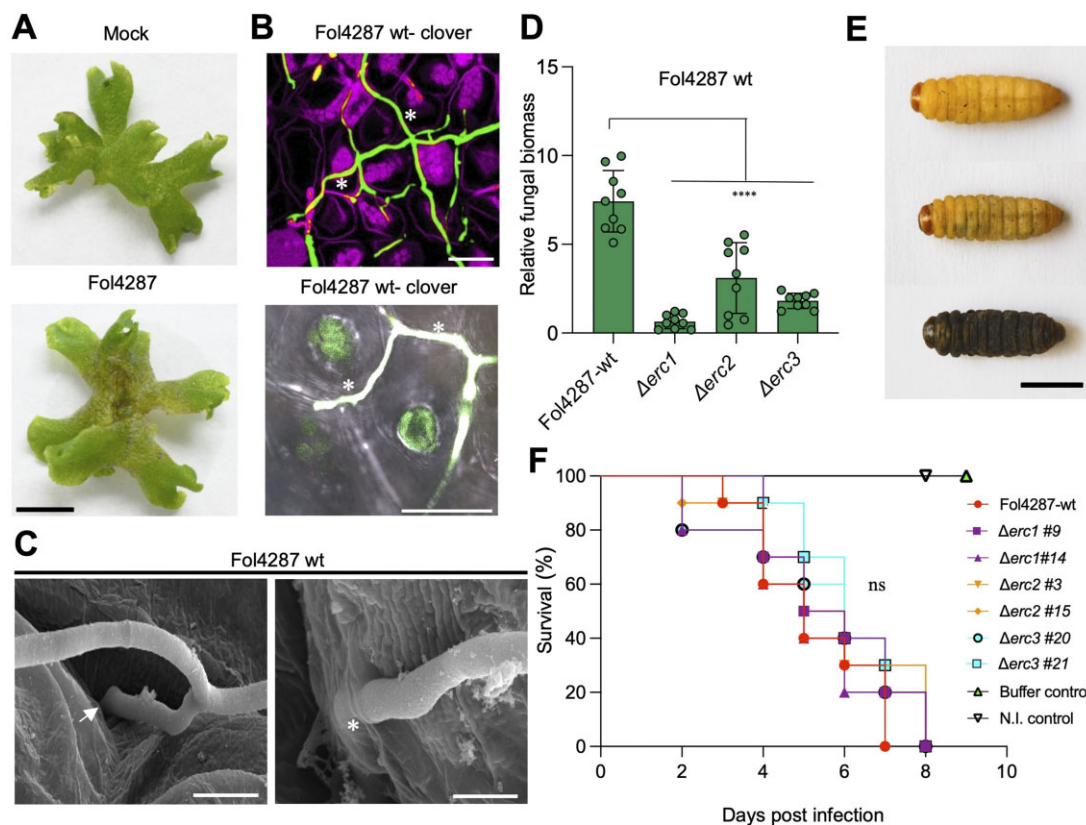 A
Mock
Fol4287
B
Fol4287 wt- clover
*
*
Fol4287 wt- clover
*
*
C
Fol4287 wt
*
D
Fol4287 wt
15
10
5
0
Relative fungal biomass
****
Fol4287-wt
Δerc1
Δerc2
Δerc3
E
F
100
80
60
40
20
0
Survival (%)
ns
0
2
4
6
8
10
Days post infection
Fol4287-wt
Δerc1 #9
Δerc1#14
Δerc2 #3
Δerc2 #15
Δerc3 #20
Δerc3 #21
Buffer control
N.I. control